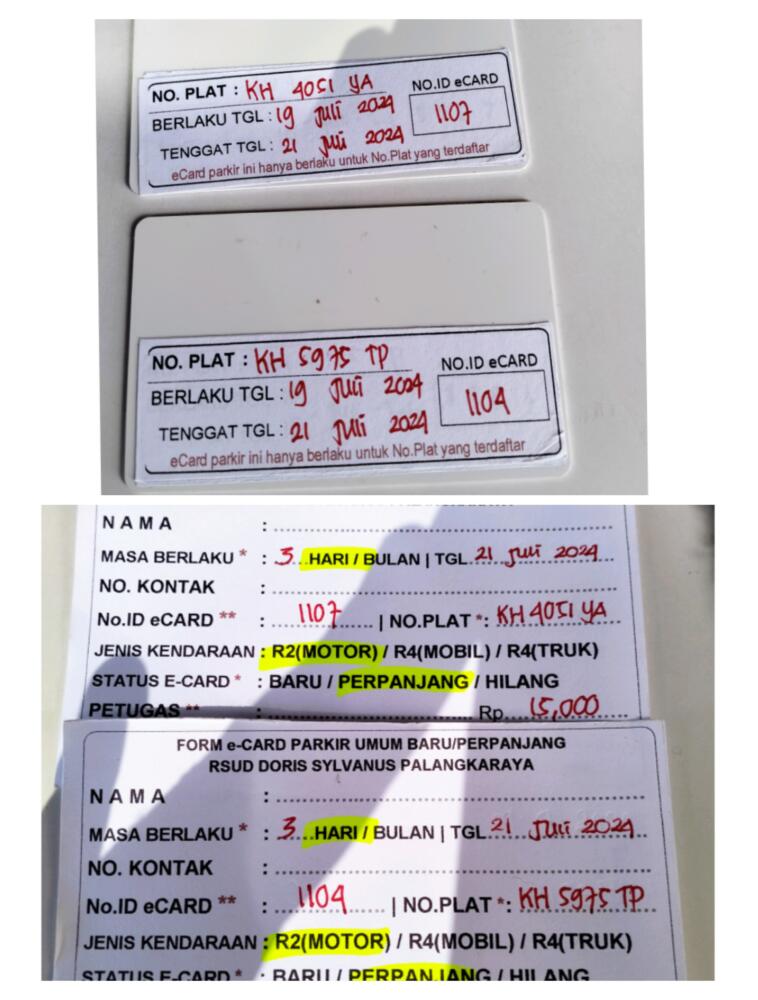 NO. PLAT : KH 4051 YA
NO.ID eCARD
BERLAKU TGL : 19 Juli 2024
1107
TENGGAT TGL : 21 Juli 2024
eCard parkir ini hanya berlaku untuk No.Plat yang terdaftar
NO. PLAT : KH 5975 TP
NO.ID eCARD
BERLAKU TGL : 19 Juli 2024
1104
TENGGAT TGL : 21 Juli 2024
eCard parkir ini hanya berlaku untuk No.Plat yang terdaftar
NAMA :
MASA BERLAKU * : 3 HARI / BULAN | TGL 21 Juli 2024
NO. KONTAK :
No.ID eCARD ** : 1107 | NO.PLAT *: KH 4051 YA
JENIS KENDARAAN : R2(MOTOR) / R4(MOBIL) / R4(TRUK)
STATUS E-CARD * : BARU / PERPANJANG / HILANG
PETUGAS ** : Rp. 15,000
FORM e-CARD PARKIR UMUM BARU/PERPANJANG
RSUD DORIS SYLVANUS PALANGKARAYA
NAMA :
MASA BERLAKU * : 3 HARI / BULAN | TGL 21 Juli 2024
NO. KONTAK :
No.ID eCARD ** : 1104 | NO.PLAT *: KH 5975 TP
JENIS KENDARAAN : R2(MOTOR) / R4(MOBIL) / R4(TRUK)
STATUS E-CARD * : BARU / PERPANJANG / HILANG